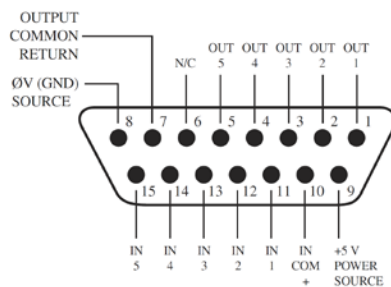 OUTPUT
COMMON
RETURN
ØV (GND)
SOURCE
N/C
OUT
5
OUT
4
OUT
3
OUT
2
OUT
1
8 7 6 5 4 3 2 1
15 14 13 12 11 10 9
IN
5
IN
4
IN
3
IN
2
IN
1
IN
COM
+
+5 V
POWER
SOURCE